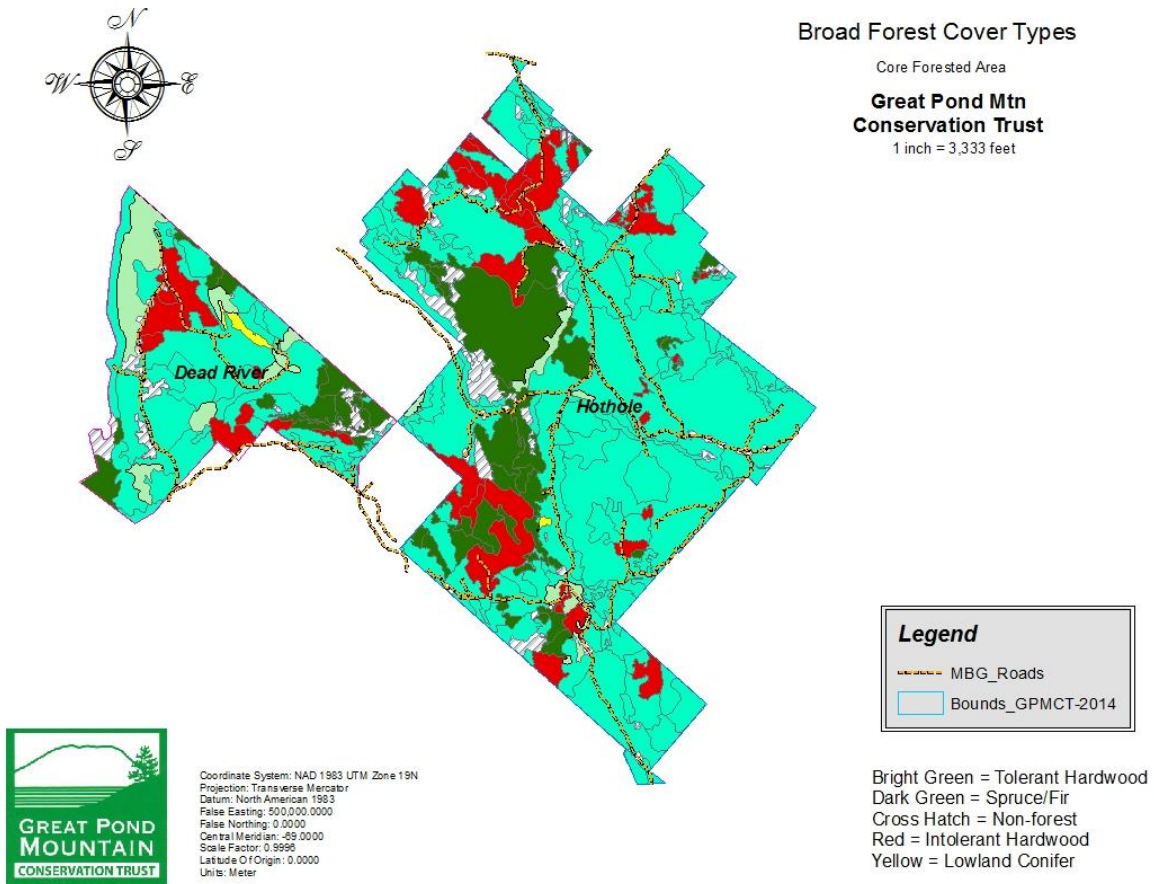 N
W
E
S
Broad Forest Cover Types
Core Forested Area
Great Pond Mtn
Conservation Trust
1 inch = 3,333 feet
Dead River
Hothole
Legend
MBG_Roads
Bounds_GPMCT-2014
GREAT POND
MOUNTAIN
CONSERVATION TRUST
Coordinate System: NAD 1983 UTM Zone 19N
Projection: Transverse Mercator
Datum: North American 1983
False Easting: 500,000.0000
False Northing: 0.0000
Central Meridian: -69.0000
Scale Factor: 0.9996
Latitude Of Origin: 0.0000
Units: Meter
Bright Green = Tolerant Hardwood
Dark Green = Spruce/Fir
Cross Hatch = Non-forest
Red = Intolerant Hardwood
Yellow = Lowland Conifer